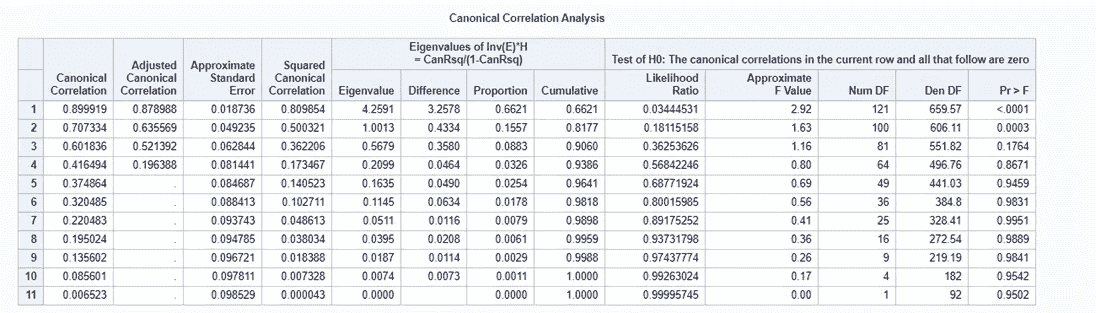 Canonical Correlation Analysis
Eigenvalues of Inv(E)*H
= CanRsq/(1-CanRsq)
Test of H0: The canonical correlations in the current row and all that follow are zero
Canonical Correlation Adjusted Canonical Correlation Approximate Standard Error Squared Canonical Correlation Eigenvalue Difference Proportion Cumulative Likelihood Ratio Approximate F Value Num DF Den DF Pr > F
1 0.899919 0.878988 0.018736 0.809854 4.2591 3.2578 0.6621 0.6621 0.03444531 2.92 121 659.57 <.0001
2 0.707334 0.635569 0.049235 0.500321 1.0013 0.4334 0.1557 0.8177 0.18115158 1.63 100 606.11 0.0003
3 0.601836 0.521392 0.062844 0.362206 0.5679 0.3580 0.0883 0.9060 0.36253626 1.16 81 551.82 0.1764
4 0.416494 0.196388 0.081441 0.173467 0.2099 0.0464 0.0326 0.9386 0.56842246 0.80 64 496.76 0.8671
5 0.374864 . 0.084687 0.140523 0.1635 0.0490 0.0254 0.9641 0.68771924 0.69 49 441.03 0.9459
6 0.320485 . 0.088413 0.102711 0.1145 0.0634 0.0178 0.9818 0.80015985 0.56 36 384.8 0.9831
7 0.220483 . 0.093743 0.048613 0.0511 0.0116 0.0079 0.9898 0.89175252 0.41 25 328.41 0.9951
8 0.195024 . 0.094785 0.038034 0.0395 0.0208 0.0061 0.9959 0.93731798 0.36 16 272.54 0.9889
9 0.135602 . 0.096721 0.018388 0.0187 0.0114 0.0029 0.9988 0.97437774 0.26 9 219.19 0.9841
10 0.085601 . 0.097811 0.007328 0.0074 0.0073 0.0011 1.0000 0.99263024 0.17 4 182 0.9542
11 0.006523 . 0.098529 0.000043 0.0000 0.0000 1.0000 0.99995745 0.00 1 92 0.9502